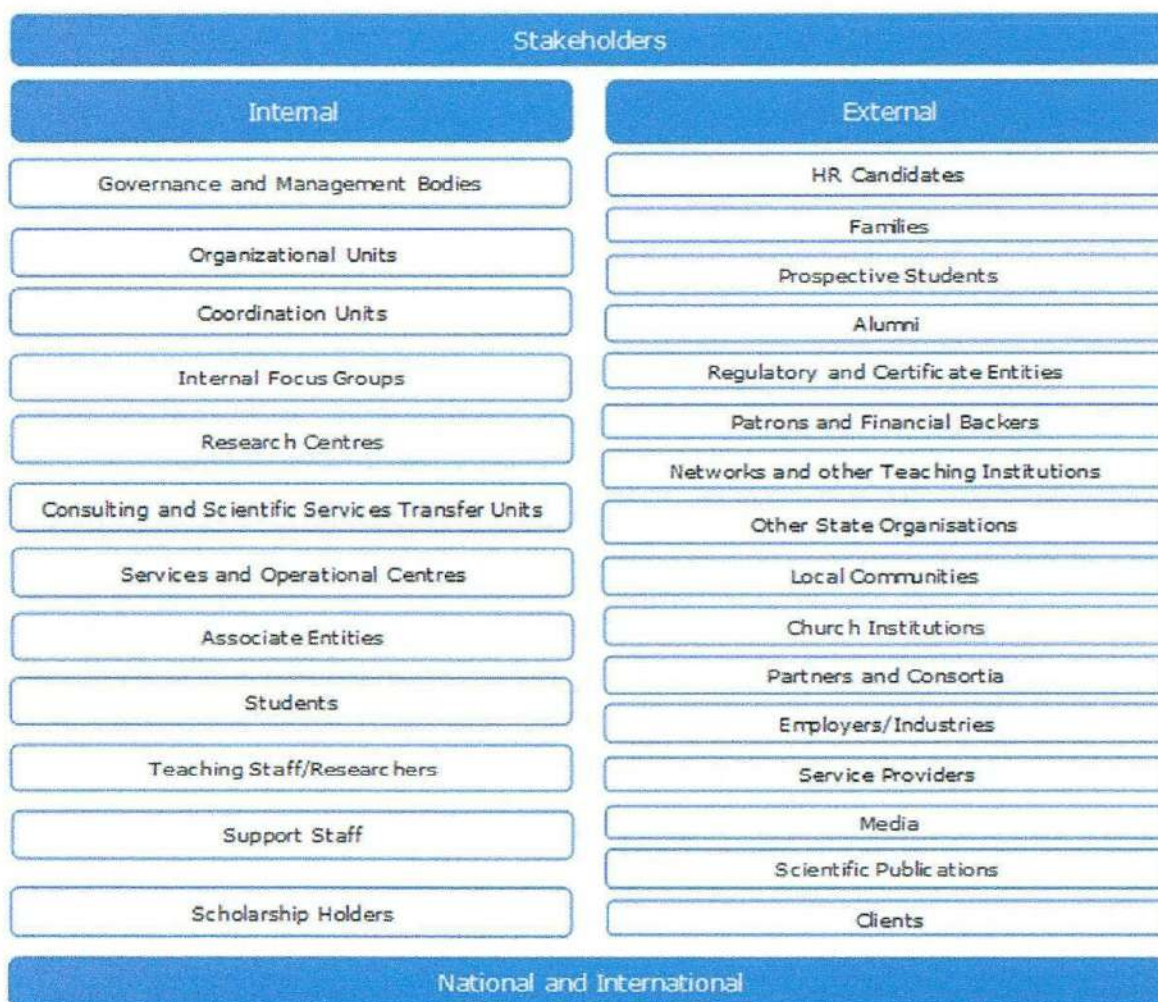 Stakeholders
Internal
Governance and Management Bodies
Organizational Units
Coordination Units
Internal Focus Groups
Research Centres
Consulting and Scientific Services Transfer Units
Services and Operational Centres
Associate Entities
Students
Teaching Staff/Researchers
Support Staff
Scholarship Holders
External
HR Candidates
Families
Prospective Students
Alumni
Regulatory and Certificate Entities
Patrons and Financial Backers
Networks and other Teaching Institutions
Other State Organisations
Local Communities
Church Institutions
Partners and Consortia
Employers/Industries
Service Providers
Media
Scientific Publications
Clients
National and International